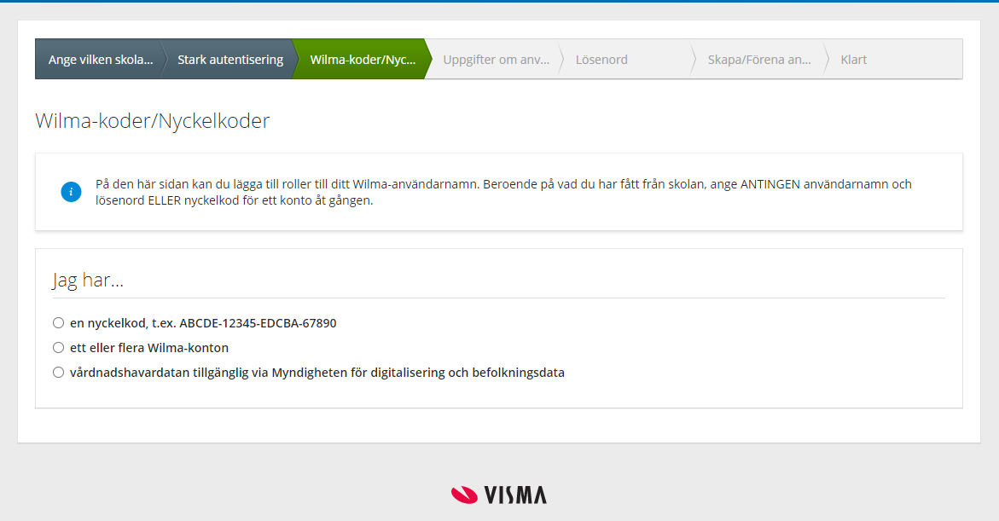 Ange vilken skola...
Stark autentisering
Wilma-koder/Nyc...
Uppgifter om anv...
Lösenord
Skapa/Förena an...
Klart
Wilma-koder/Nyckelkoder
i
På den här sidan kan du lägga till roller till ditt Wilma-användarnamn. Beroende på vad du har fått från skolan, ange ANTINGEN användarnamn och
lösenord ELLER nyckelkod för ett konto åt gången.
Jag har...
en nyckelkod, t.ex. ABCDE-12345-EDCBA-67890
ett eller flera Wilma-konton
vårdnadshavardatan tillgänglig via Myndigheten för digitalisering och befolkningsdata
VISMA